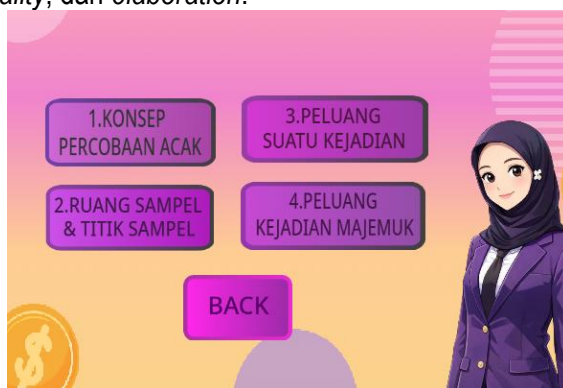 dan elaboration.
1.KONSEP
PERCOBAAN ACAK
2.RUANG SAMPEL
& TITIK SAMPEL
3.PELUANG
SUATU KEJADIAN
4.PELUANG
KEJADIAN MAJEMUK
BACK